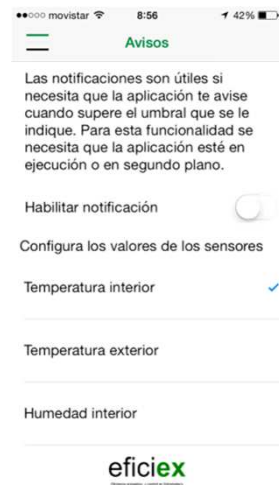 movistar 8:56 42%
Avisos
Las notificaciones son útiles si
necesita que la aplicación te avise
cuando supere el umbral que se le
indique. Para esta funcionalidad se
necesita que la aplicación esté en
ejecución o en segundo plano.
Habilitar notificación
Configura los valores de los sensores
Temperatura interior
Temperatura exterior
Humedad interior
eficiex